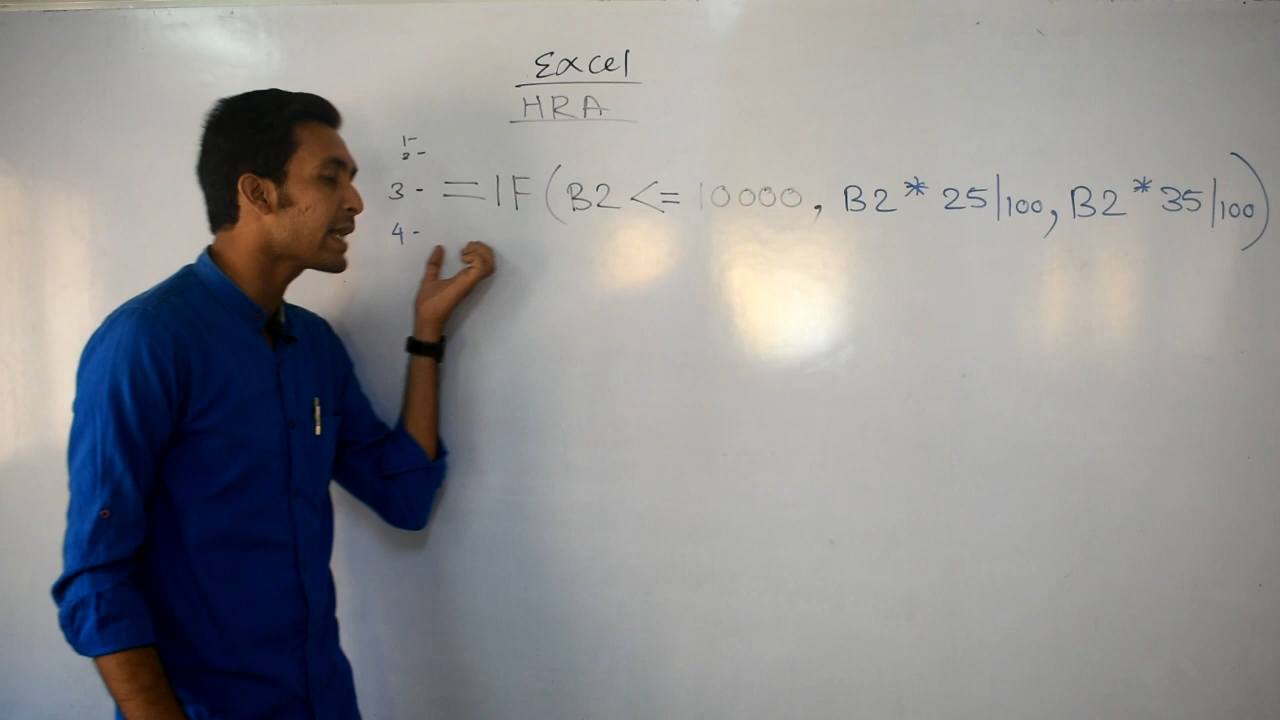 Excel
HRA
1-
2-
3- =IF(B2<=10000, B2*25/100, B2*35/100)
4-